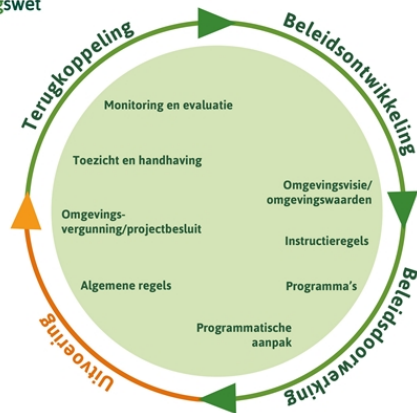 gswet
Terugkoppeling
Beleidsontwikkeling
Monitoring en evaluatie
Toezicht en handhaving
Omgevingsvisie/
omgevingswaarden
Omgevings-
vergunning/projectbesluit
Instructieregels
Algemene regels
Programma's
Programmatische
aanpak
Uitvoering
Beleidsdoorwerking